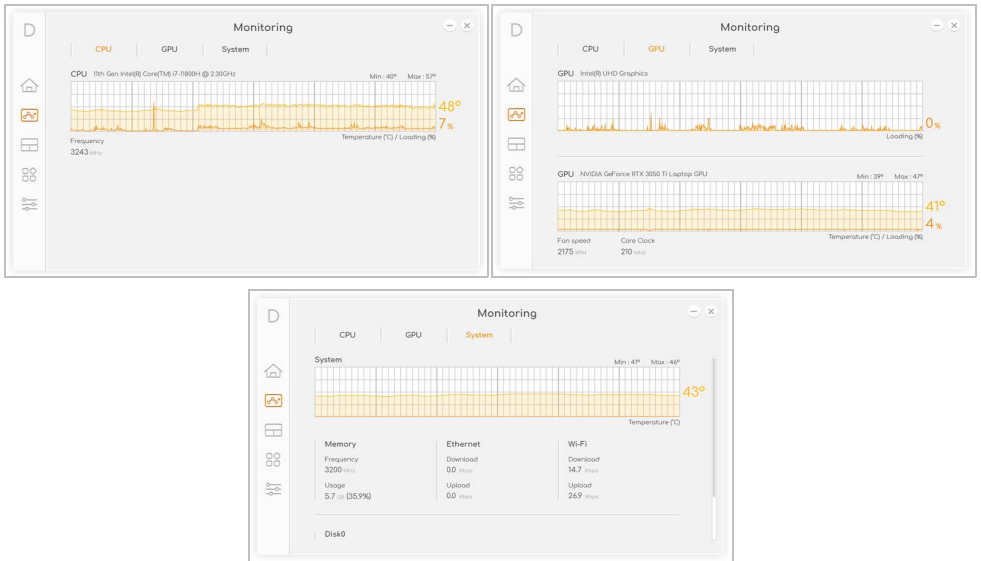 D
Monitoring
CPU GPU System
CPU 11th Gen Intel(R) Core(TM) i7-11800H @ 2.30GHz Min : 40° Max : 57°
48°
7 %
Temperature (°C) / Loading (%)
Frequency
3243 MHz
D
Monitoring
CPU GPU System
GPU Intel(R) UHD Graphics
0 %
Loading (%)
GPU NVIDIA GeForce RTX 3050 Ti Laptop GPU Min : 39° Max : 47°
41°
4 %
Temperature (°C) / Loading (%)
Fan speed Core Clock
2175 RPM 210 MHz
D
Monitoring
CPU GPU System
System Min : 41° Max : 46°
43°
Temperature (°C)
Memory Ethernet Wi-Fi
Frequency Download Download
3200 MHz 0.0 Kbps 14.7 Kbps
Usage Upload Upload
5.7 GB (35.9%) 0.0 Kbps 26.9 Kbps
Disk0